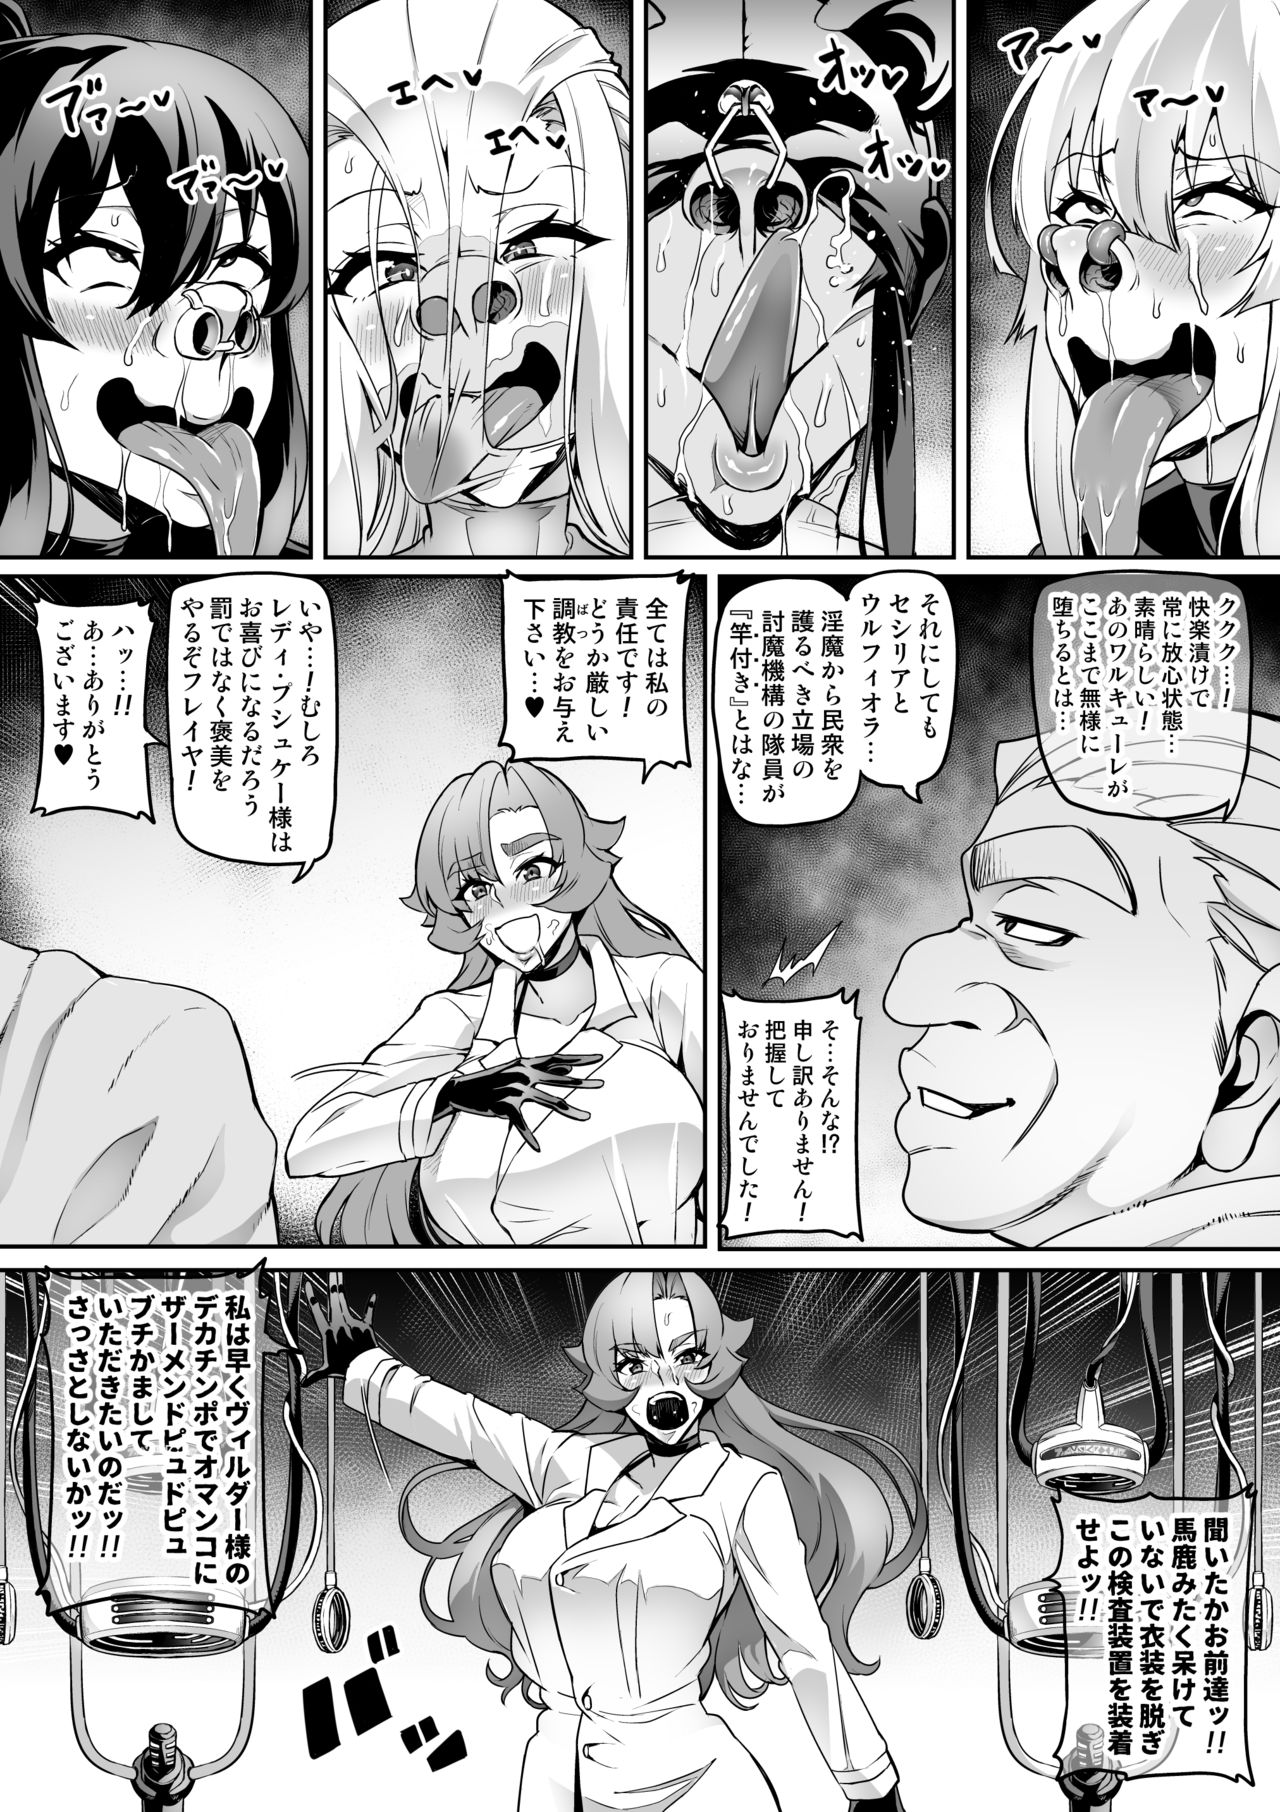 アー〜♥
アー〜♥
オッ♥
オッ♥
エヘ♥
エヘ♥
ブァ〜♥
ブァ〜♥
ククク…！
快楽漬けで
常に放心状態…
素晴らしい！
あのワルキューレが
ここまで無様に
堕ちるとは…
それにしても
セシリアと
ウルフィオラ…
淫魔から民衆を
護るべき立場の
討魔機構の隊員が
『竿付き』とはな…
そ…そんな!?
申し訳ありません！
把握して
おりませんでした！
全ては私の
責任です！
どうか厳しい
調教をお与え
ばつ
下さい…♥
いや…！むしろ
レディ・プシュケー様は
お喜びになるだろう
罰ではなく褒美を
やるぞフレイヤ！
ハッ…!!
あ…ありがとう
ございます♥
聞いたかお前達ッ!!
馬鹿みたく呆けて
いないで衣装を脱ぎ
この検査装置を装着
せよッ!!
バッ
私は早くヴィルダー様の
デカチンポでオマンコに
ザーメンドピュドピュ
ブチかまして
いただきたいのだッ!!
さっさとしないかッ!!